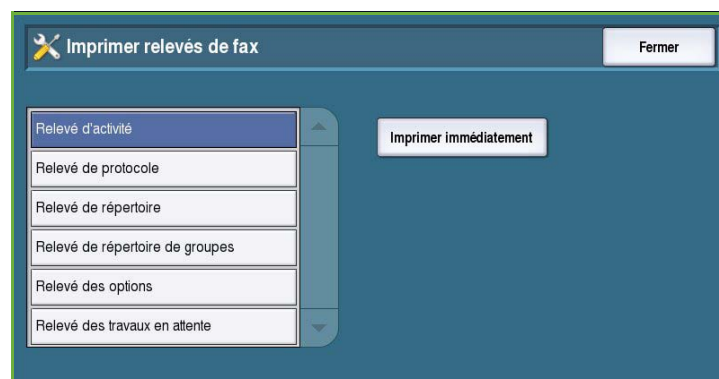 Imprimer relevés de fax
Fermer
Relevé d'activité
Imprimer immédiatement
Relevé de protocole
Relevé de répertoire
Relevé de répertoire de groupes
Relevé des options
Relevé des travaux en attente